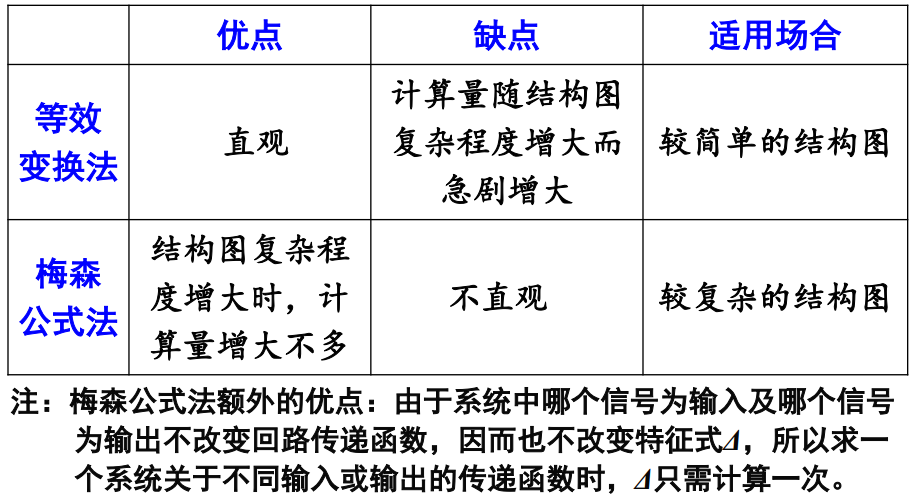 优点 缺点 适用场合
等效
变换法
直观
计算量随结构图
复杂程度增大而
急剧增大
较简单的结构图
梅森
公式法
结构图复杂程
度增大时，计
算量增大不多
不直观
较复杂的结构图
注：梅森公式法额外的优点：由于系统中哪个信号为输入及哪个信号
为输出不改变回路传递函数，因而也不改变特征式Δ，所以求一
个系统关于不同输入或输出的传递函数时，Δ只需计算一次。